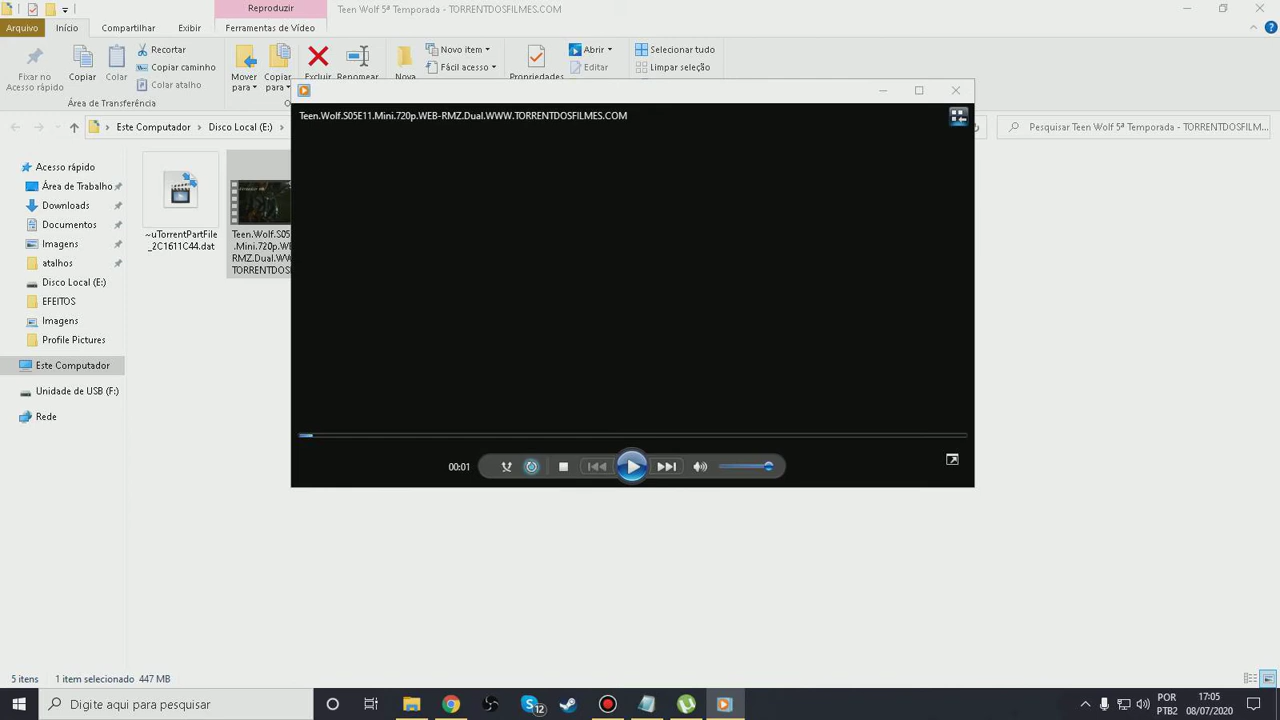 Reproduzir
Teen Wolf 5ª Temporada - TORRENTDOSFILMES.COM
Arquivo
Início
Compartilhar
Exibir
Ferramentas de Vídeo
Fixar no
Acesso rápido
Copiar
Colar
Recortar
Copiar caminho
Colar atalho
Área de Transferência
Mover
para
Copiar
para
Excluir
Renomear
Nova
Novo item
Fácil acesso
Propriedades
Abrir
Editar
Selecionar tudo
Limpar seleção
Este Computador
Disco Local (E:)
Pesquisar Teen Wolf 5ª Temporada - TORRENTDOSFILM...
Teen.Wolf.S05E11.Mini.720p.WEB-RMZ.Dual.WWW.TORRENTDOSFILMES.COM
Acesso rápido
Área de Trabalho
Downloads
Documentos
Imagens
atalhos
Disco Local (E:)
EFEITOS
Imagens
Profile Pictures
Este Computador
Unidade de USB (F:)
Rede
~uTorrentPartFile
_2C1611C44.dat
Teen.Wolf.S05
.Mini.720p.WE
RMZ.Dual.WW
TORRENTDOS
00:01
5 itens
1 item selecionado 447 MB
Digite aqui para pesquisar
12
POR
PTB2
17:05
08/07/2020